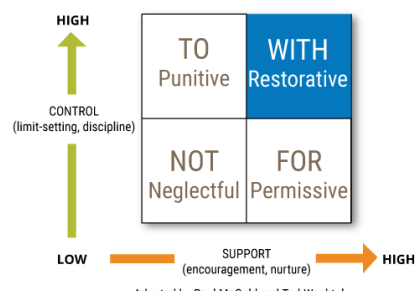 HIGH
TO
Punitive
WITH
Restorative
CONTROL
(limit-setting, discipline)
NOT
Neglectful
FOR
Permissive
LOW
SUPPORT
(encouragement, nurture)
HIGH